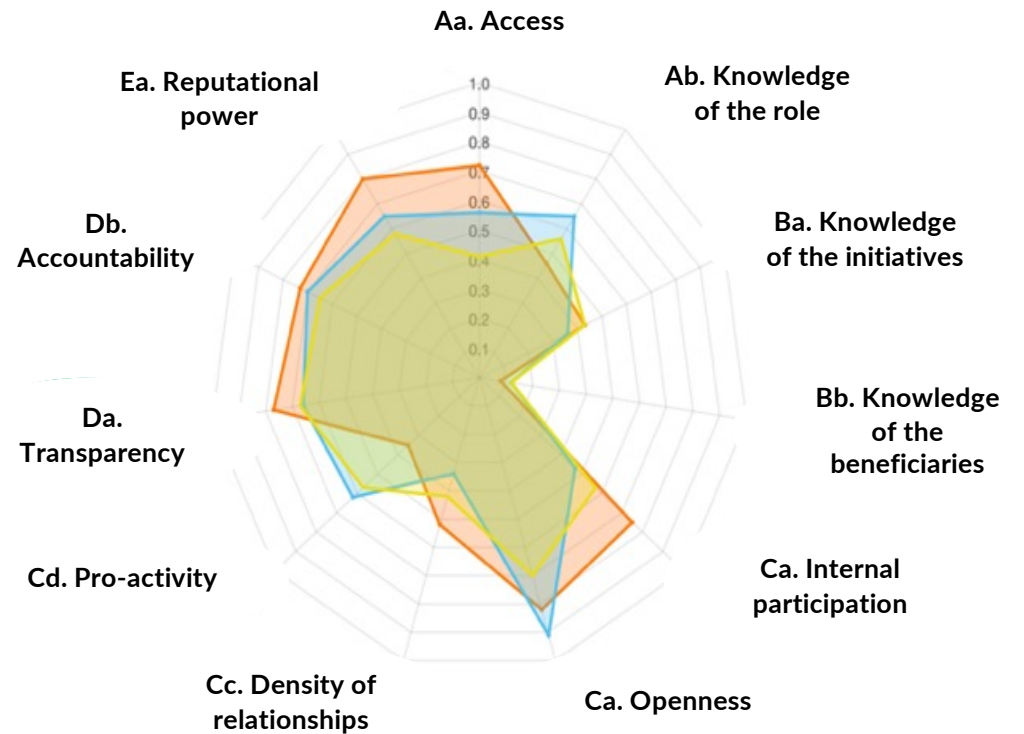 Aa. Access
Ea. Reputational
power
Ab. Knowledge
of the role
1.0
0.9
0.8
0.7
0.6
0.5
0.4
0.3
0.2
0.1
Db.
Accountability
Ba. Knowledge
of the initiatives
Da.
Transparency
Bb. Knowledge
of the
beneficiaries
Cd. Pro-activity
Ca. Internal
participation
Cc. Density of
relationships
Ca. Openness